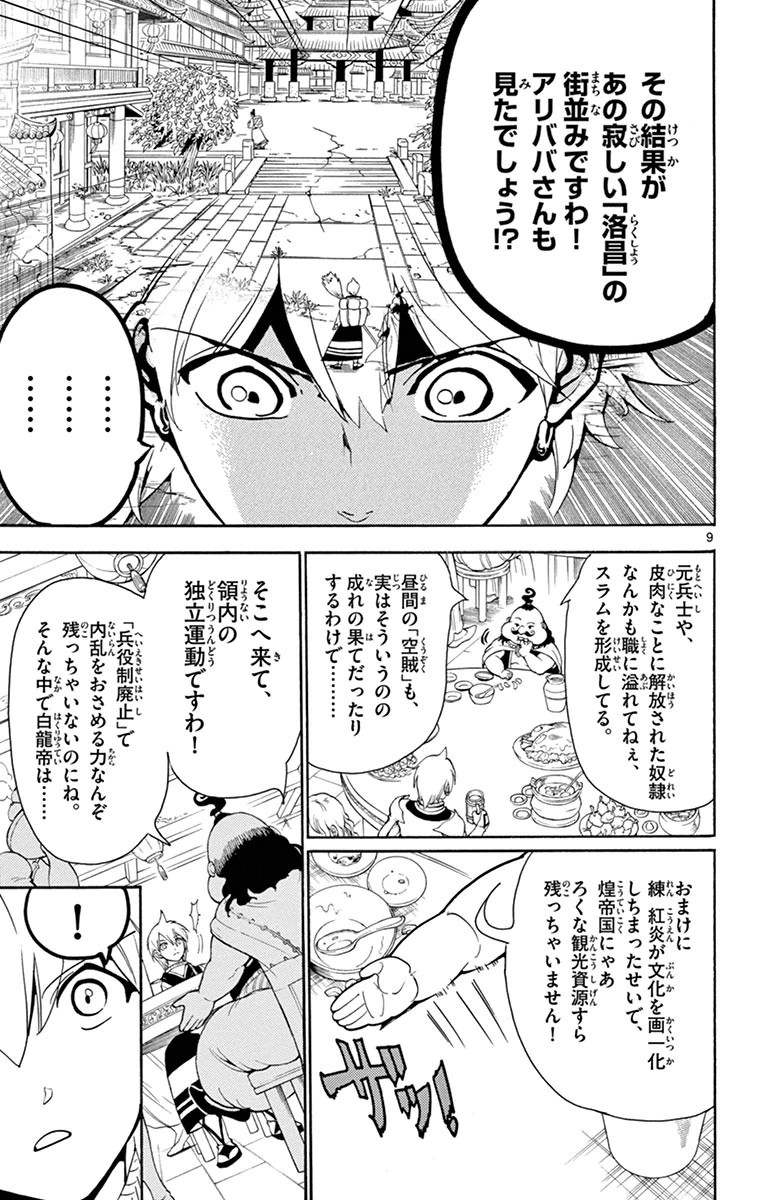 その結果が
あの寂しい「洛昌」の
街並みですわ！
アリババさんも
見たでしょう!?
………
………
………
9
元兵士や、
皮肉なことに解放された奴隷
なんかも職に溢れてねぇ、
スラムを形成してる。
昼間の「空賊」も、
実はそういうのの
成れの果てだったり
するわけで………
おまけに
練 紅炎が文化を画一化
しちまったせいで、
煌帝国にゃあ
ろくな観光資源すら
残っちゃいません！
ギッ！
そこへ来て、
領内の
独立運動ですわ！
「兵役制廃止」で
内乱をおさめる力なんぞ
残っちゃいないのにね。
そんな中で白龍帝は……
！